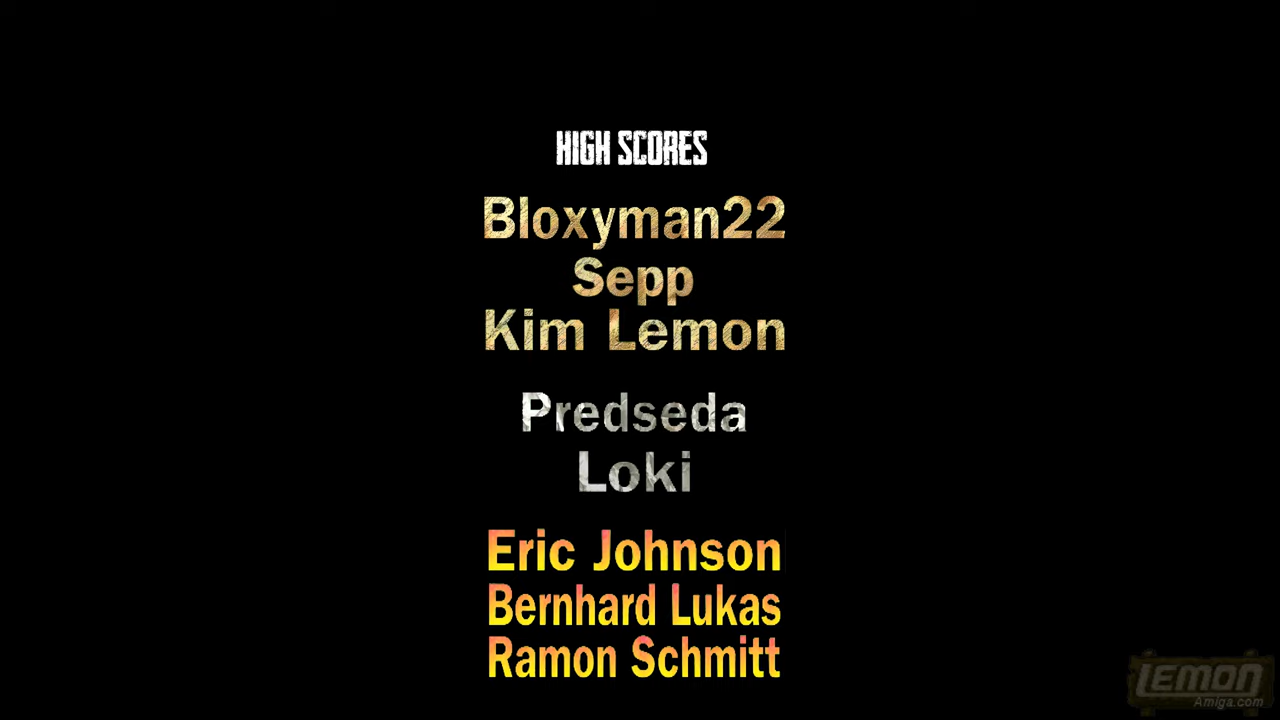 HIGH SCORES
Bloxyman22
Sepp
Kim Lemon
Predseda
Loki
Eric Johnson
Bernhard Lukas
Ramon Schmitt
LEMON
Amiga.com